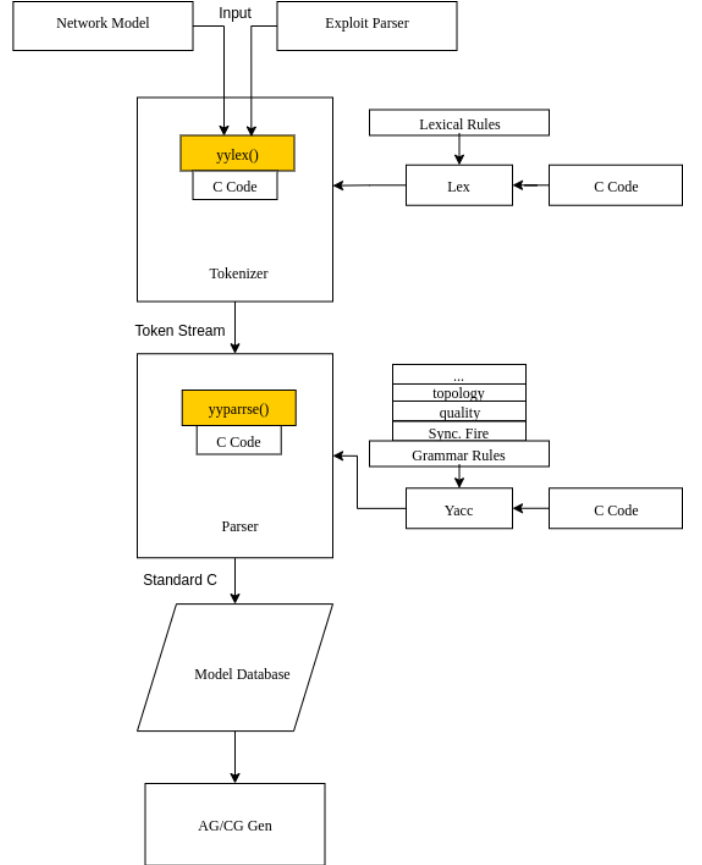 Network Model
Input
Exploit Parser
yylex()
C Code
Tokenizer
Lexical Rules
Lex
C Code
Token Stream
yyparrse()
C Code
Parser
...
topology
quality
Sync. Fire
Grammar Rules
Yacc
C Code
Standard C
Model Database
AG/CG Gen